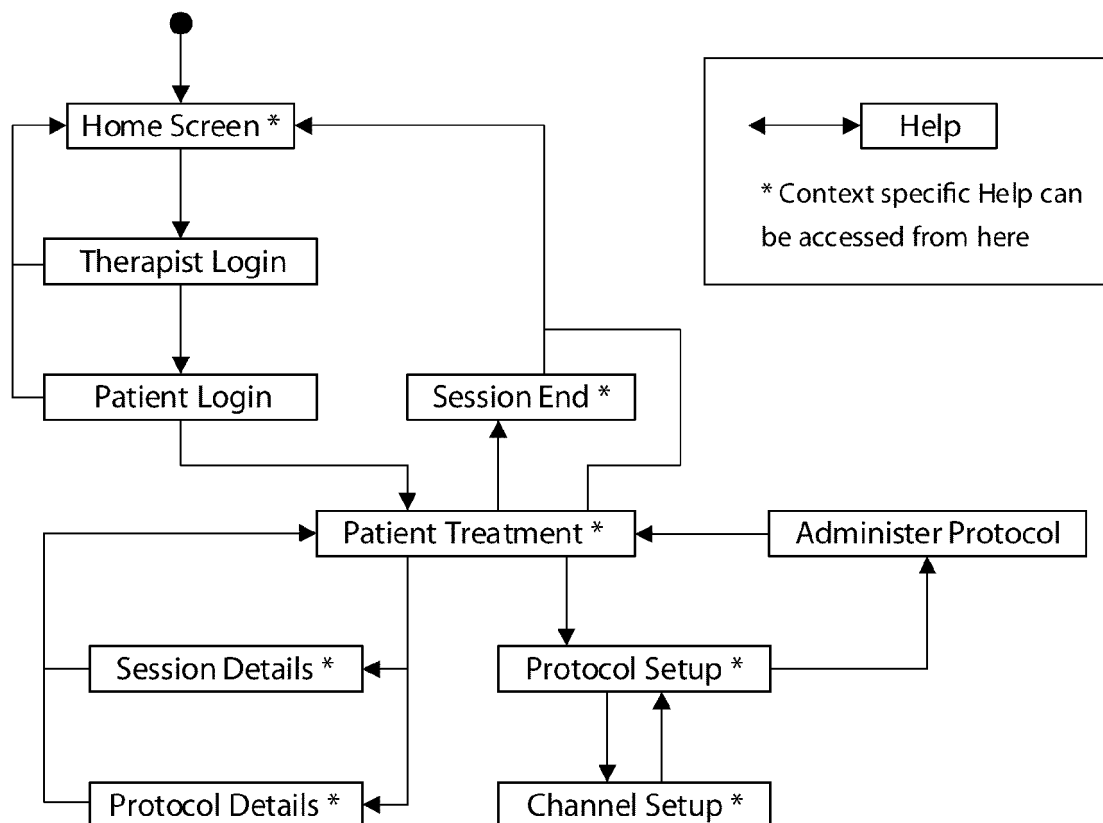 Home Screen *
Help
* Context specific Help can
be accessed from here
Therapist Login
Patient Login
Session End *
Patient Treatment *
Administer Protocol
Session Details *
Protocol Setup *
Protocol Details *
Channel Setup *